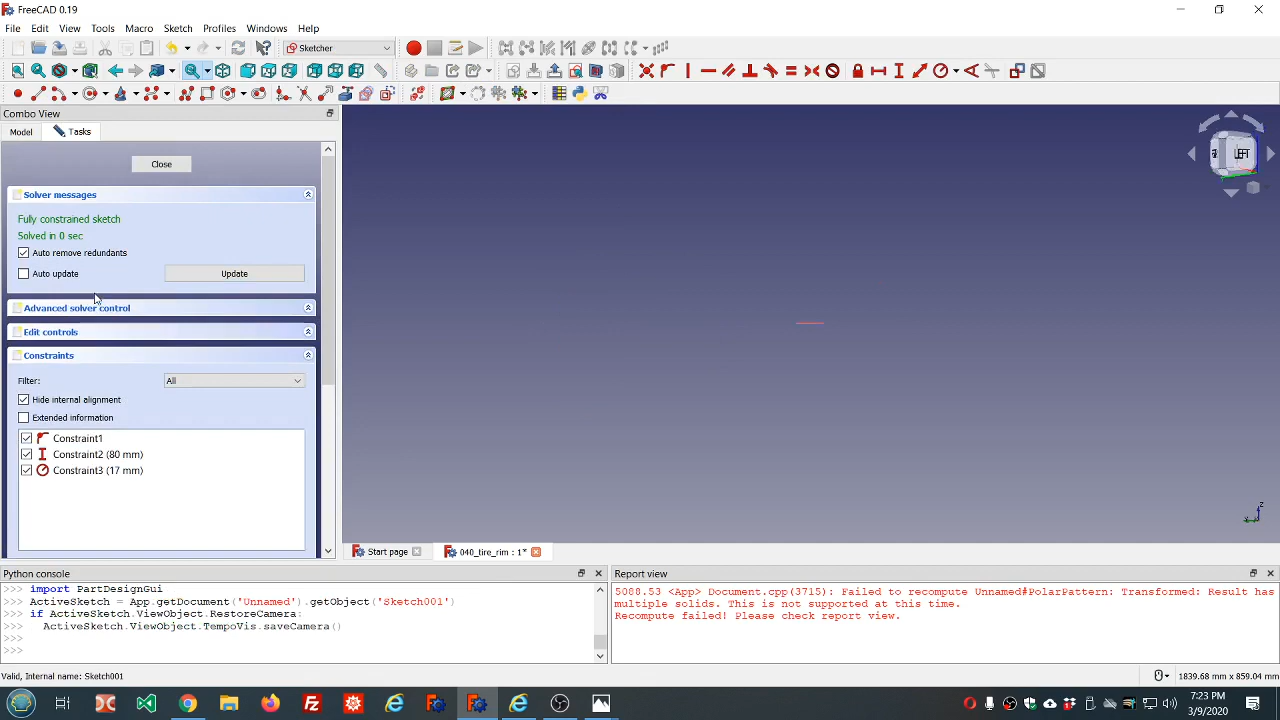 FreeCAD 0.19
File Edit View Tools Macro Sketch Profiles Windows Help
Sketcher
Combo View
Model Tasks
Close
Solver messages
Fully constrained sketch
Solved in 0 sec
Auto remove redundants
Auto update Update
Advanced solver control
Edit controls
Constraints
Filter: All
Hide internal alignment
Extended information
Constraint1
Constraint2 (80 mm)
Constraint3 (17 mm)
LEFT
Start page 040_tire_rim : 1*
Python console
>>> import PartDesignGui
>>> ActiveSketch = App.getDocument('Unnamed').getObject('Sketch001')
>>> if ActiveSketch.ViewObject.RestoreCamera:
>>> ActiveSketch.ViewObject.TempoVis.saveCamera()
>>>
>>>
Report view
5088.53 <App> Document.cpp(3715): Failed to recompute Unnamed#PolarPattern: Transformed: Result has
multiple solids. This is not supported at this time.
Recompute failed! Please check report view.
Valid, Internal name: Sketch001
1839.68 mm x 859.04 mm
7:23 PM
3/9/2020